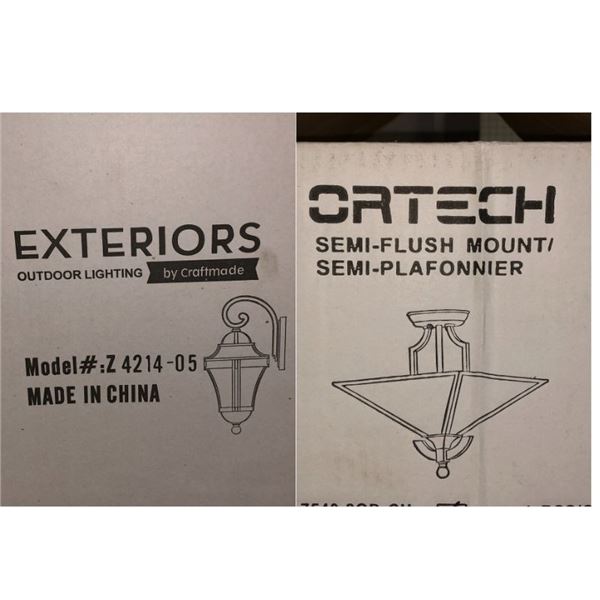 EXTERIORS
OUTDOOR LIGHTING by Craftmade
Model#:Z 4214-05
MADE IN CHINA
ORTECH
SEMI-FLUSH MOUNT/
SEMI-PLAFONNIER